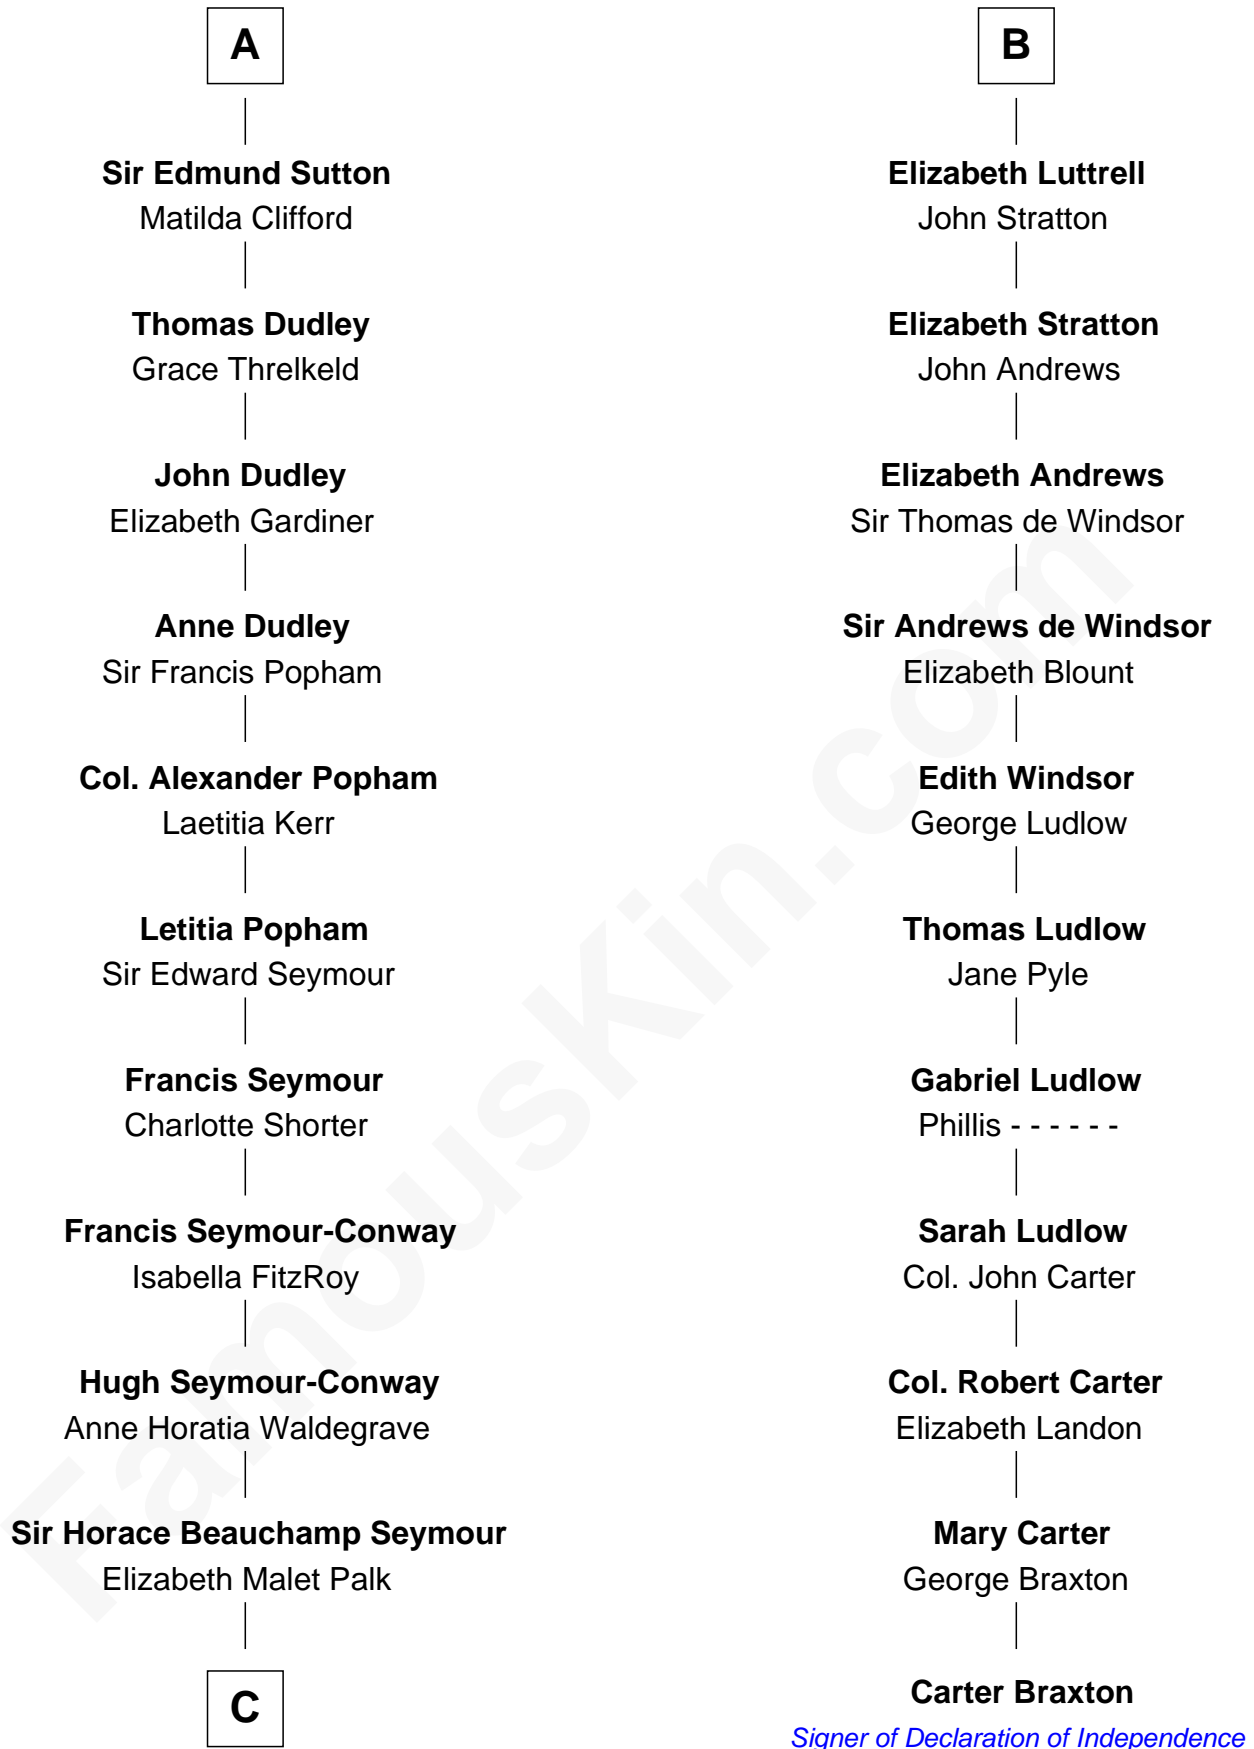 A
Sir Edmund Sutton
Matilda Clifford
Thomas Dudley
Grace Threlkeld
John Dudley
Elizabeth Gardiner
Anne Dudley
Sir Francis Popham
Col. Alexander Popham
Laetitia Kerr
Letitia Popham
Sir Edward Seymour
Francis Seymour
Charlotte Shorter
Francis Seymour-Conway
Isabella FitzRoy
Hugh Seymour-Conway
Anne Horatia Waldegrave
Sir Horace Beauchamp Seymour
Elizabeth Malet Palk
C
B
Elizabeth Luttrell
John Stratton
Elizabeth Stratton
John Andrews
Elizabeth Andrews
Sir Thomas de Windsor
Sir Andrews de Windsor
Elizabeth Blount
Edith Windsor
George Ludlow
Thomas Ludlow
Jane Pyle
Gabriel Ludlow
Phillis - - - - - -
Sarah Ludlow
Col. John Carter
Col. Robert Carter
Elizabeth Landon
Mary Carter
George Braxton
Carter Braxton
Signer of Declaration of Independence
FamousKin.com